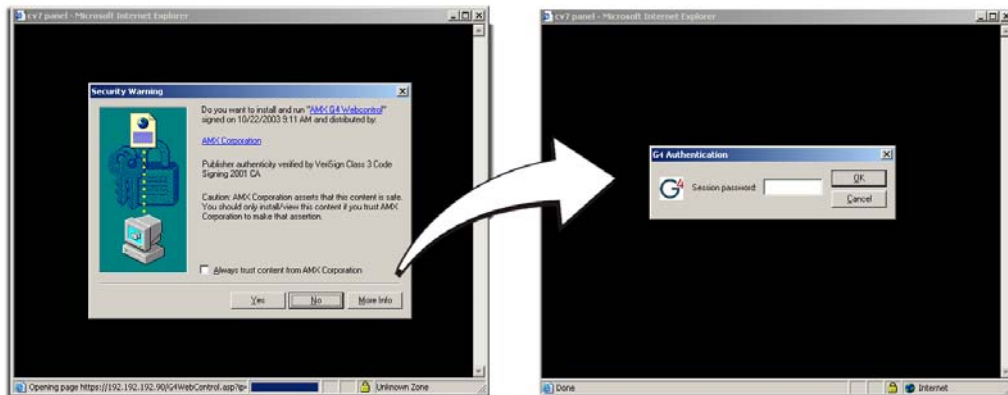 cv7 panel - Microsoft Internet Explorer
Security Warning
Do you want to install and run "AMX G4 Webcontrol"
signed on 10/22/2003 9:11 AM and distributed by:
AMX Corporation
Publisher authenticity verified by VeriSign Class 3 Code
Signing 2001 CA
Caution: AMX Corporation asserts that this content is safe.
You should only install/view this content if you trust AMX
Corporation to make that assertion.
Always trust content from AMX Corporation
Yes No More Info
Opening page https://192.192.192.90/G4WebControl.asp?ip= Unknown Zone
cv7 panel - Microsoft Internet Explorer
G4 Authentication
G4 Session password: OK
Cancel
Done Internet